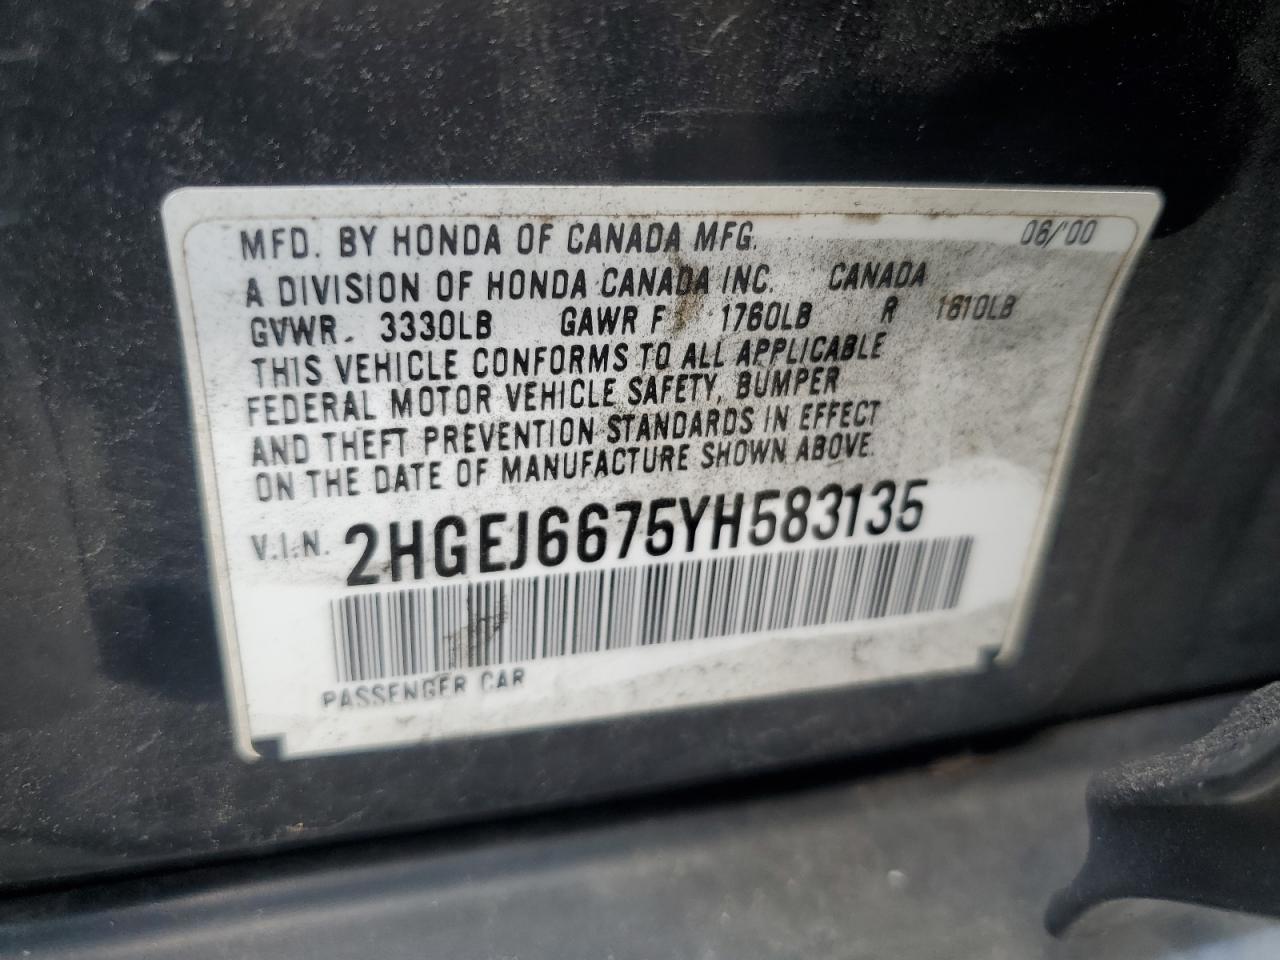 MFD. BY HONDA OF CANADA MFG. 06/'00
A DIVISION OF HONDA CANADA INC. CANADA
GVWR. 3330LB GAWR F 1760LB R 1610LB
THIS VEHICLE CONFORMS TO ALL APPLICABLE
FEDERAL MOTOR VEHICLE SAFETY, BUMPER
AND THEFT PREVENTION STANDARDS IN EFFECT
ON THE DATE OF MANUFACTURE SHOWN ABOVE.
V.I.N. 2HGEJ6675YH583135
PASSENGER CAR